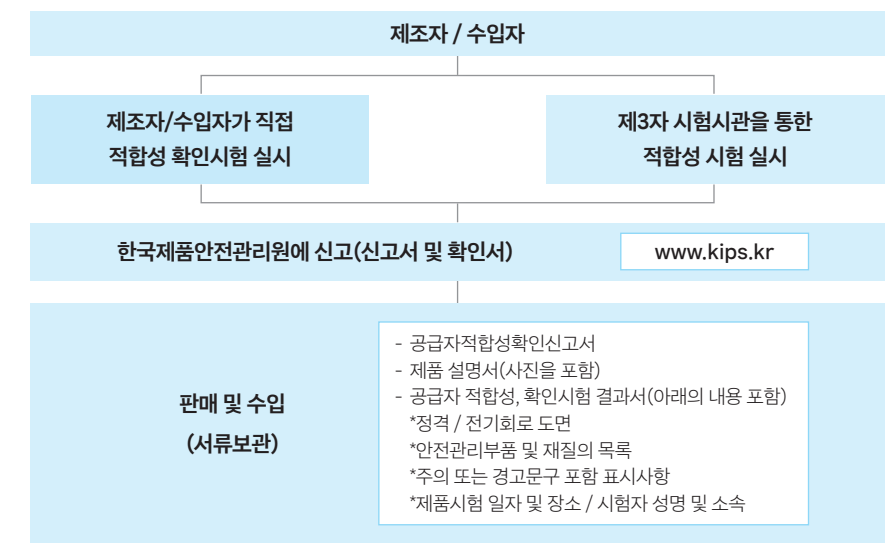 제조자 / 수입자
제조자/수입자가 직접
적합성 확인시험 실시
제3자 시험시관을 통한
적합성 시험 실시
한국제품안전관리원에 신고(신고서 및 확인서)
www.kips.kr
판매 및 수입
(서류보관)
- 공급자적합성확인신고서
- 제품 설명서(사진을 포함)
- 공급자 적합성, 확인시험 결과서(아래의 내용 포함)
*정격 / 전기회로 도면
*안전관리부품 및 재질의 목록
*주의 또는 경고문구 포함 표시사항
*제품시험 일자 및 장소 / 시험자 성명 및 소속